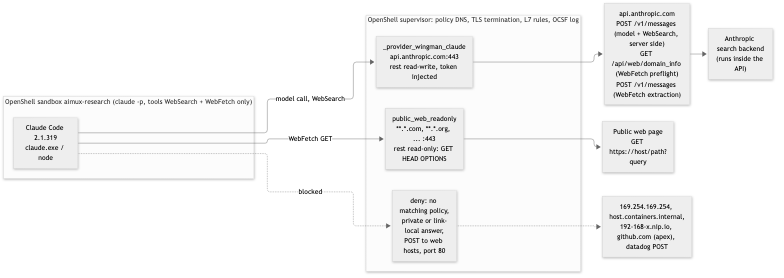 OpenShell supervisor: policy DNS, TLS termination, L7 rules, OCSF log
_provider_wingman_claude
api.anthropic.com:443
rest read-write, token
injected
api.anthropic.com
POST /v1/messages
(model + WebSearch,
server side)
GET
/api/web/domain_info
(WebFetch preflight)
POST /v1/messages
(WebFetch extraction)
Anthropic
search backend
(runs inside the
API)
OpenShell sandbox aimux-research (claude -p, tools WebSearch + WebFetch only)
Claude Code
2.1.319
claude.exe /
node
model call, WebSearch
WebFetch GET
blocked
public_web_readonly
**.*.com, **.*.org,
... :443
rest read-only: GET
HEAD OPTIONS
Public web page
GET
https://host/path?
query
deny: no
matching policy,
private or link-
local answer,
POST to web
hosts, port 80
169.254.169.254,
host.containers.internal,
192-168-x.nip.io,
github.com (apex),
datadog POST